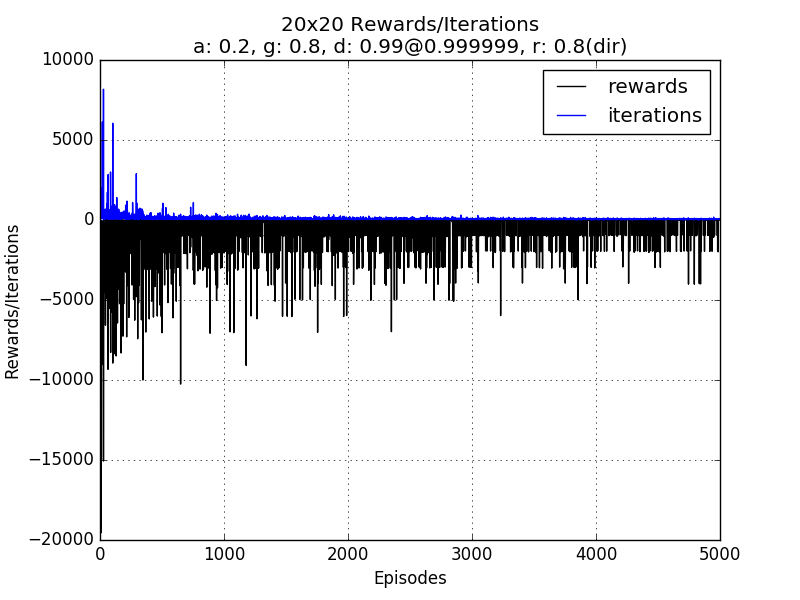 20x20 Rewards/Iterations
a: 0.2, g: 0.8, d: 0.99@0.999999, r: 0.8(dir)
rewards
iterations
10000
5000
0
−5000
−10000
−15000
−20000
Rewards/Iterations
0 1000 2000 3000 4000 5000
Episodes